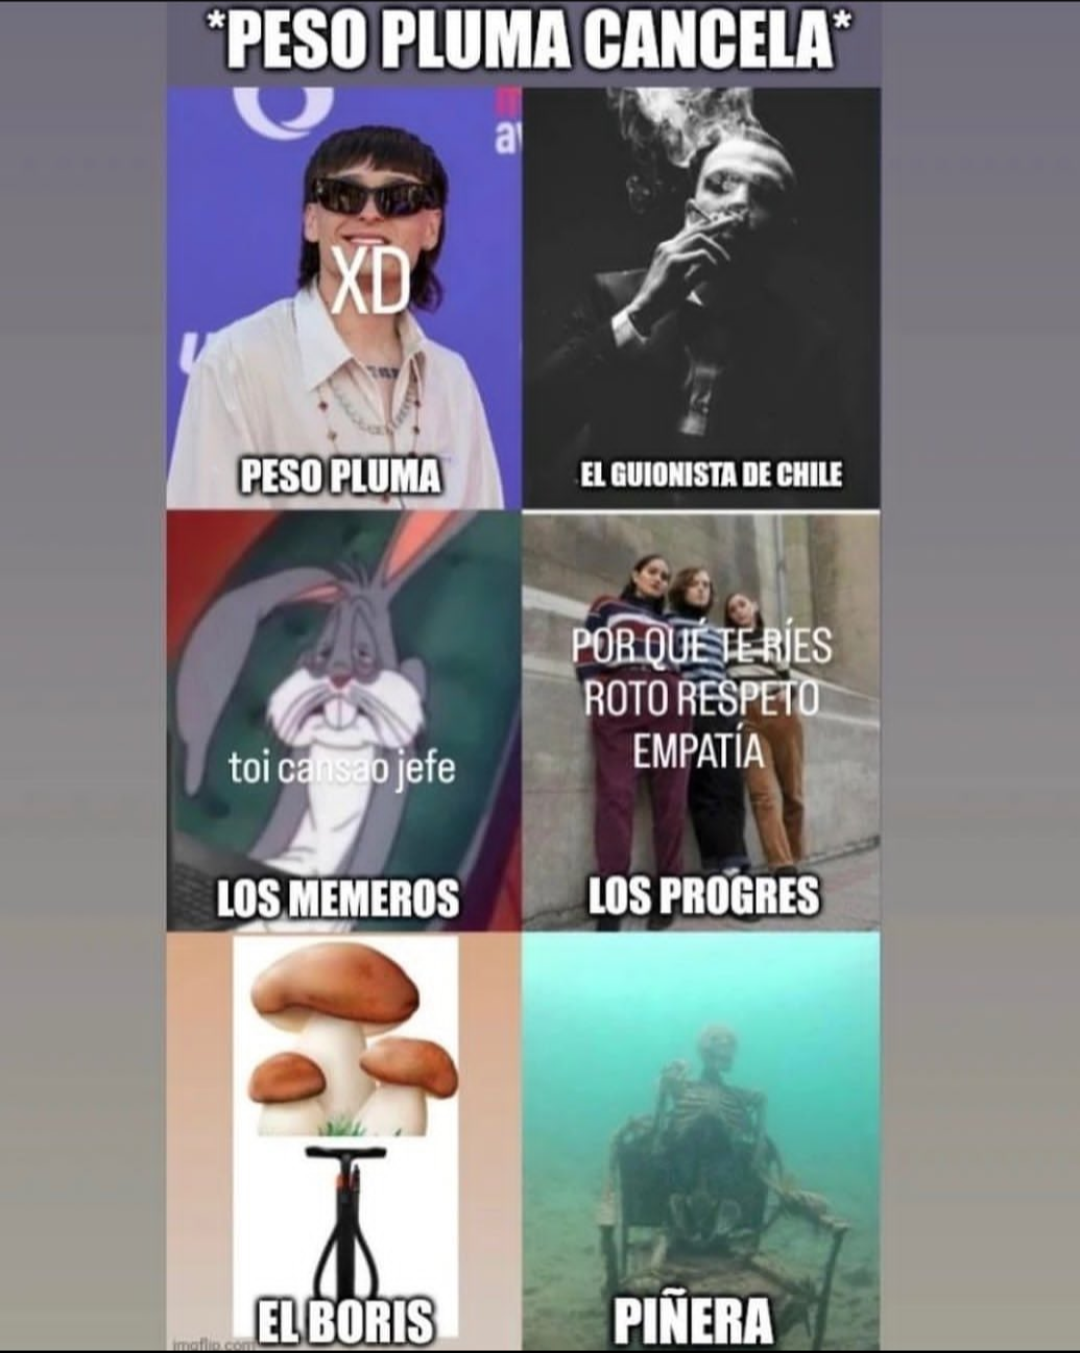 *PESO PLUMA CANCELA*
XD
PESO PLUMA
EL GUIONISTA DE CHILE
toi cansao jefe
LOS MEMEROS
POR QUÉ TE RÍES
ROTO RESPETO
EMPATÍA
LOS PROGRES
EL BORIS
PIÑERA
imgflip.com